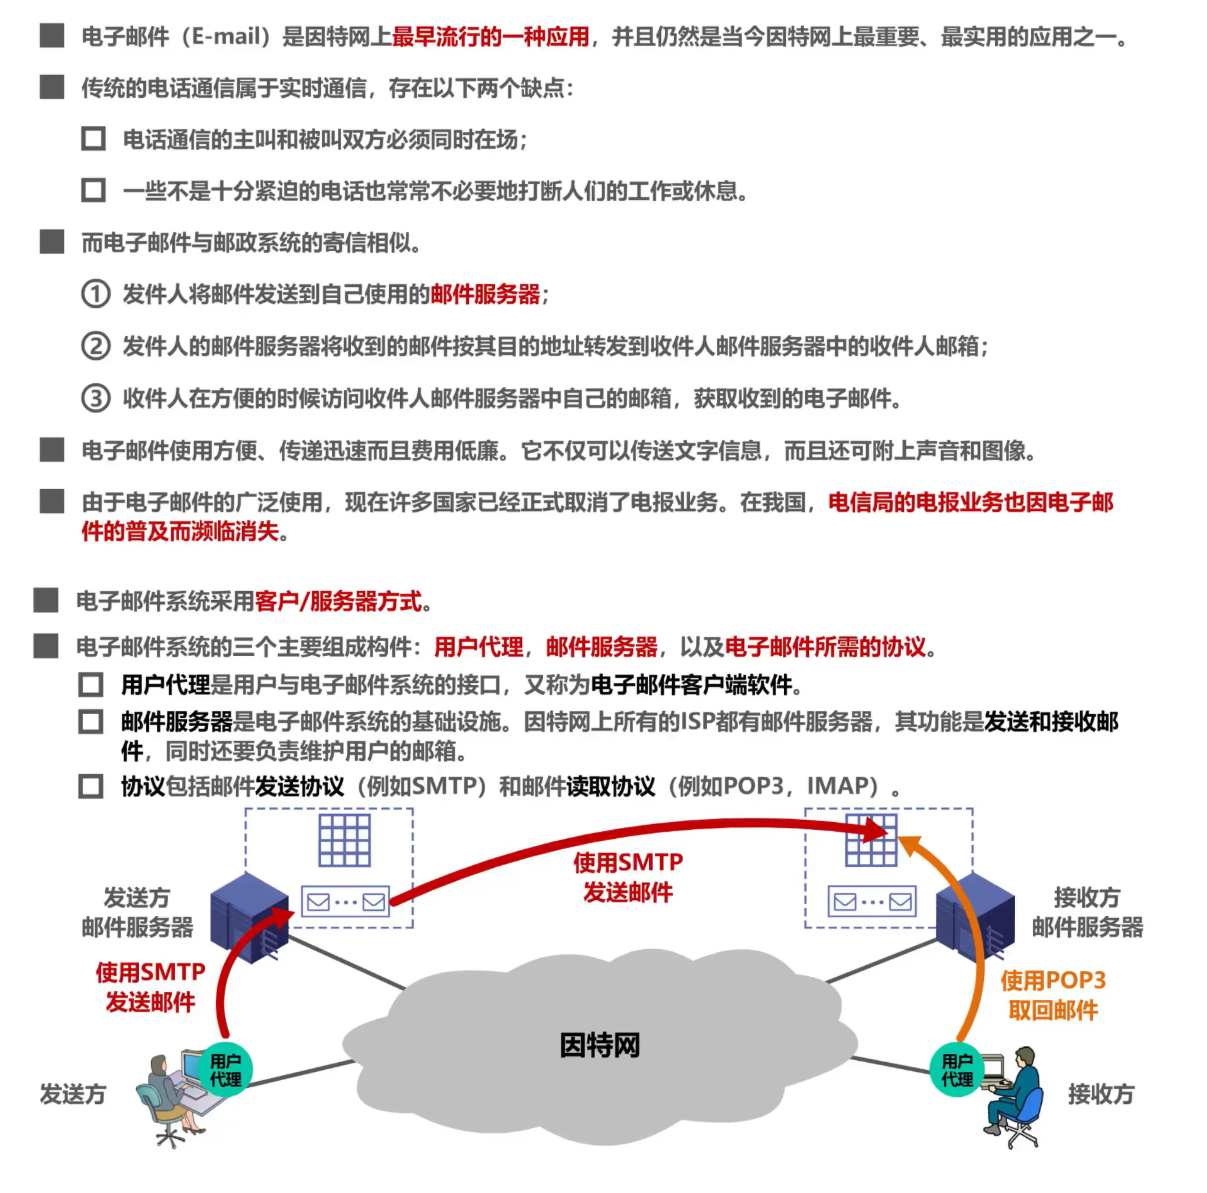 电子邮件（E-mail）是因特网上最早流行的一种应用，并且仍然是当今因特网上最重要、最实用的应用之一。
传统的电话通信属于实时通信，存在以下两个缺点：
电话通信的主叫和被叫双方必须同时在场；
一些不是十分紧迫的电话也常常不必要地打断人们的工作或休息。
而电子邮件与邮政系统的寄信相似。
① 发件人将邮件发送到自己使用的邮件服务器；
② 发件人的邮件服务器将收到的邮件按其目的地址转发到收件人邮件服务器中的收件人邮箱；
③ 收件人在方便的时候访问收件人邮件服务器中自己的邮箱，获取收到的电子邮件。
电子邮件使用方便、传递迅速而且费用低廉。它不仅可以传送文字信息，而且还可附上声音和图像。
由于电子邮件的广泛使用，现在许多国家已经正式取消了电报业务。在我国，电信局的电报业务也因电子邮
件的普及而濒临消失。
电子邮件系统采用客户/服务器方式。
电子邮件系统的三个主要组成构件：用户代理，邮件服务器，以及电子邮件所需的协议。
用户代理是用户与电子邮件系统的接口，又称为电子邮件客户端软件。
邮件服务器是电子邮件系统的基础设施。因特网上所有的ISP都有邮件服务器，其功能是发送和接收邮
件，同时还要负责维护用户的邮箱。
协议包括邮件发送协议（例如SMTP）和邮件读取协议（例如POP3，IMAP）。
使用SMTP
发送邮件
发送方
邮件服务器
接收方
邮件服务器
使用SMTP
发送邮件
使用POP3
取回邮件
因特网
用户
代理
用户
代理
发送方
接收方